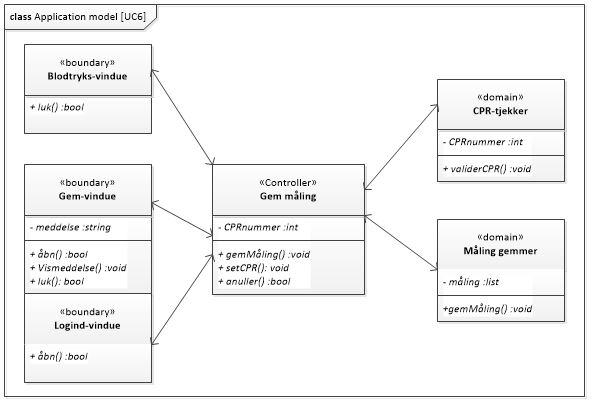 class Application model [UC6]
«boundary»
Blodtryks-vindue
+ luk() :bool
«boundary»
Gem-vindue
- meddelse :string
+ åbn() :bool
+ Vismeddelse() :void
+ luk() :bool
«boundary»
Logind-vindue
+ åbn() :bool
«Controller»
Gem måling
- CPRnummer :int
+ gemMåling() :void
+ setCPR(): void
+ anuller() :bool
«domain»
CPR-tjekker
- CPRnummer :int
+ validerCPR() :void
«domain»
Måling gemmer
- måling :list
+gemMåling() :void